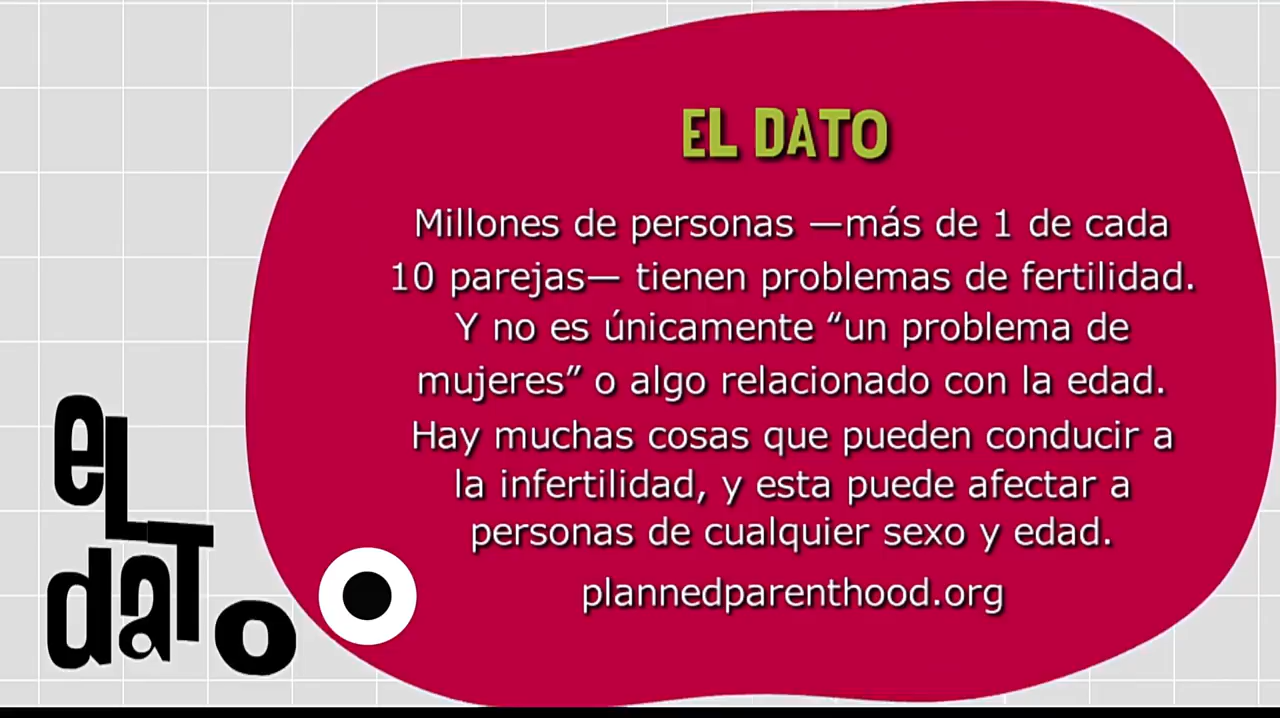 EL DATO
Millones de personas —más de 1 de cada
10 parejas— tienen problemas de fertilidad.
Y no es únicamente “un problema de
mujeres” o algo relacionado con la edad.
Hay muchas cosas que pueden conducir a
la infertilidad, y esta puede afectar a
personas de cualquier sexo y edad.
plannedparenthood.org
eL
daTo